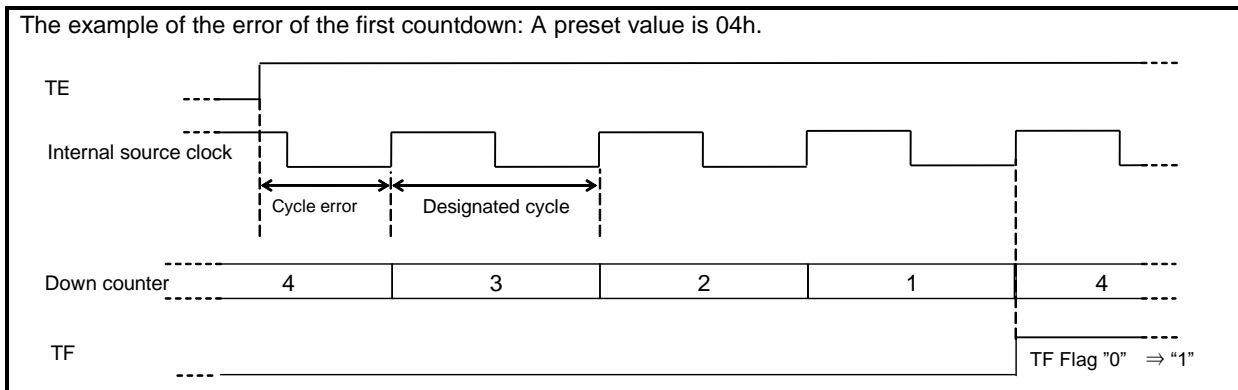 The example of the error of the first countdown: A preset value is 04h.
TE
Internal source clock
Cycle error
Designated cycle
Down counter 4 3 2 1 4
TF
TF Flag "0" ⇒ "1"